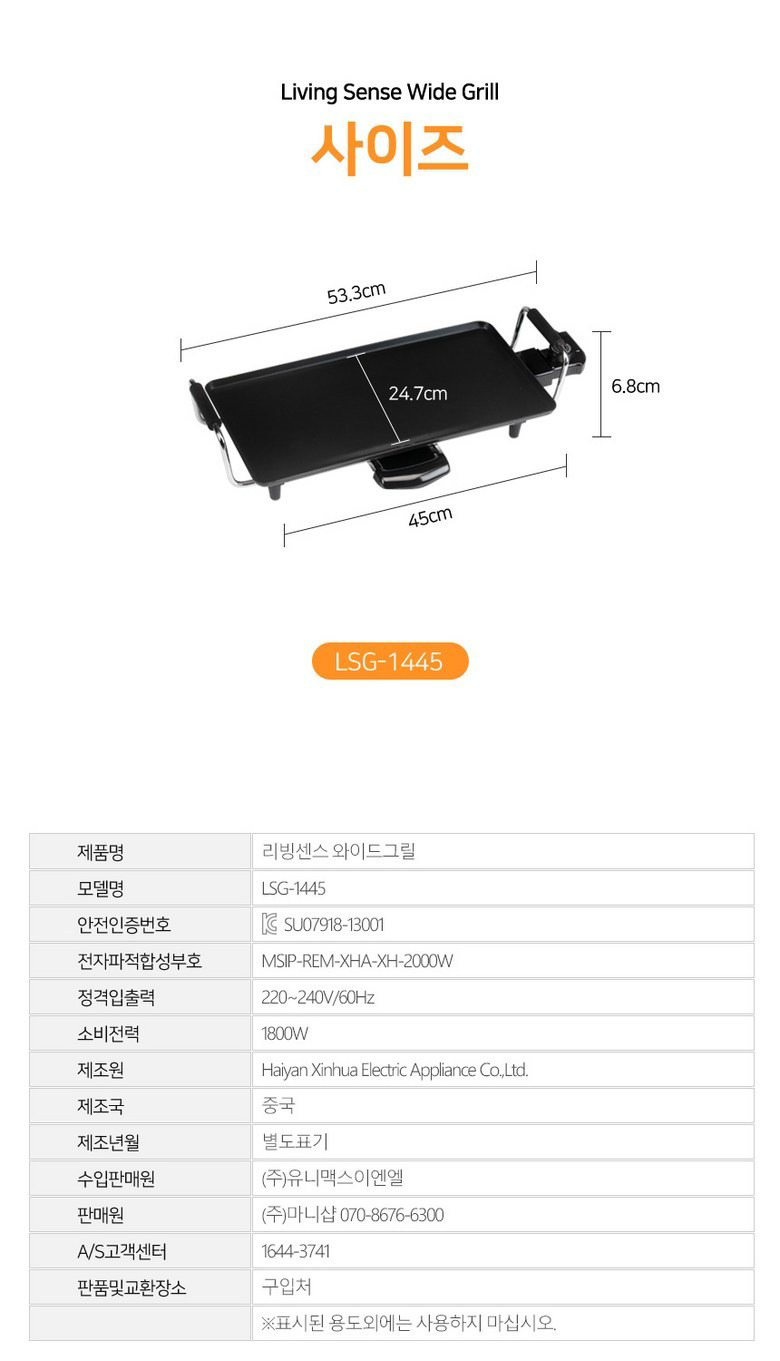 Living Sense Wide Grill
사이즈
53.3cm
24.7cm
6.8cm
45cm
LSG-1445
제품명 리빙센스 와이드그릴
모델명 LSG-1445
안전인증번호 SU07918-13001
전자파적합성부호 MSIP-REM-XHA-XH-2000W
정격입출력 220~240V/60Hz
소비전력 1800W
제조원 Haiyan Xinhua Electric Appliance Co.,Ltd.
제조국 중국
제조년월 별도표기
수입판매원 (주)유니맥스이엔엘
판매원 (주)마니샵 070-8676-6300
A/S고객센터 1644-3741
판품및교환장소 구입처
※표시된 용도외에는 사용하지 마십시오.